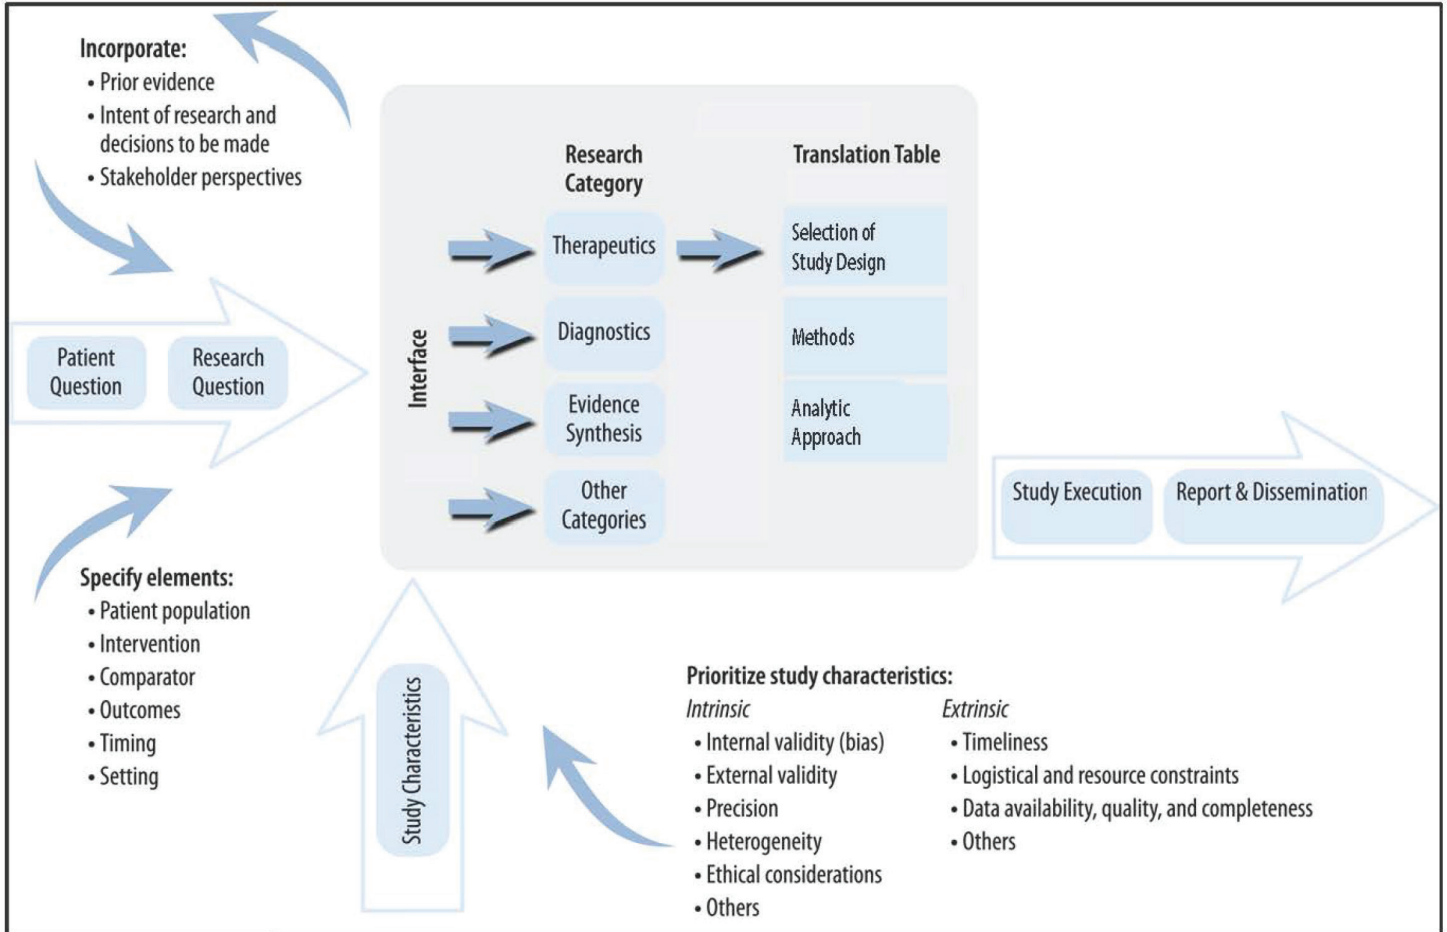 Incorporate:
• Prior evidence
• Intent of research and
decisions to be made
• Stakeholder perspectives
Patient
Question
Research
Question
Specify elements:
• Patient population
• Intervention
• Comparator
• Outcomes
• Timing
• Setting
Interface
Research
Category
Therapeutics
Diagnostics
Evidence
Synthesis
Other
Categories
Translation Table
Selection of
Study Design
Methods
Analytic
Approach
Study Execution
Report & Dissemination
Study Characteristics
Prioritize study characteristics:
Intrinsic
• Internal validity (bias)
• External validity
• Precision
• Heterogeneity
• Ethical considerations
• Others
Extrinsic
• Timeliness
• Logistical and resource constraints
• Data availability, quality, and completeness
• Others